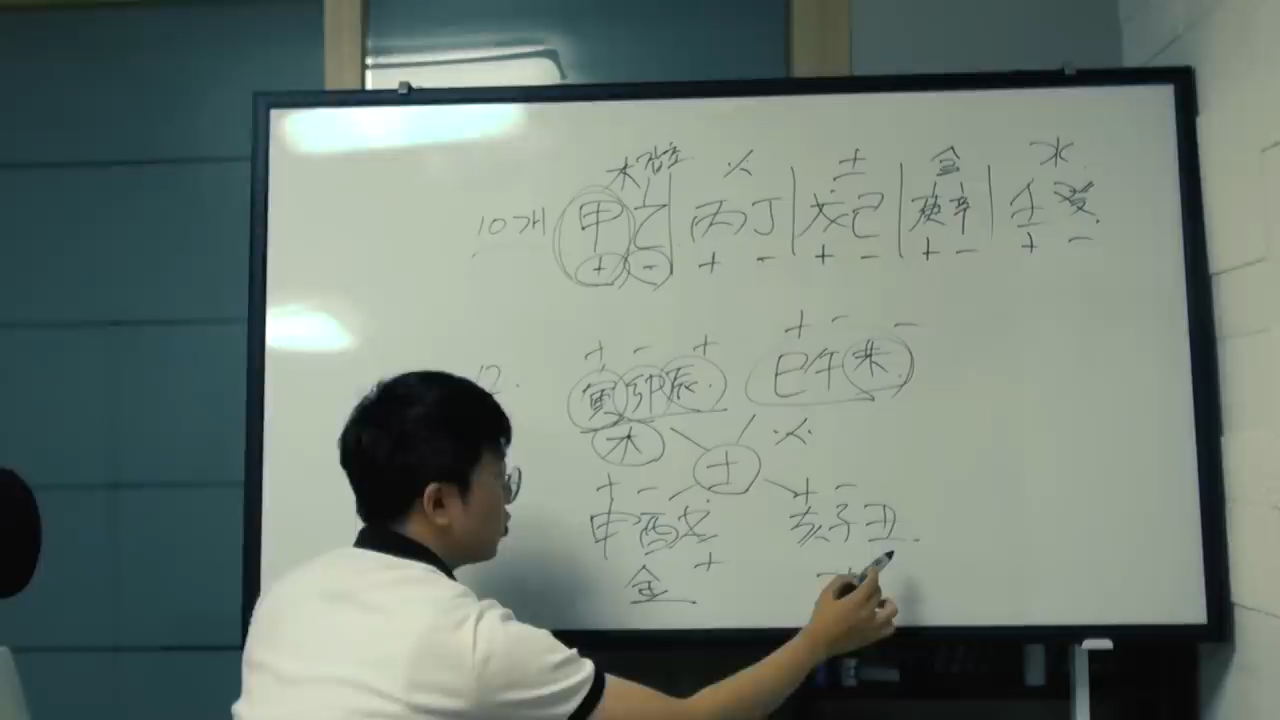 木 火 土 金 水
10개 甲乙 | 丙丁 | 戊己 | 庚辛 | 壬癸
+ - + - + - + - + -
+ - + + - -
12. 寅卯辰 巳午未
木 土 火
+ - + -
申酉戌 亥子丑
+
金